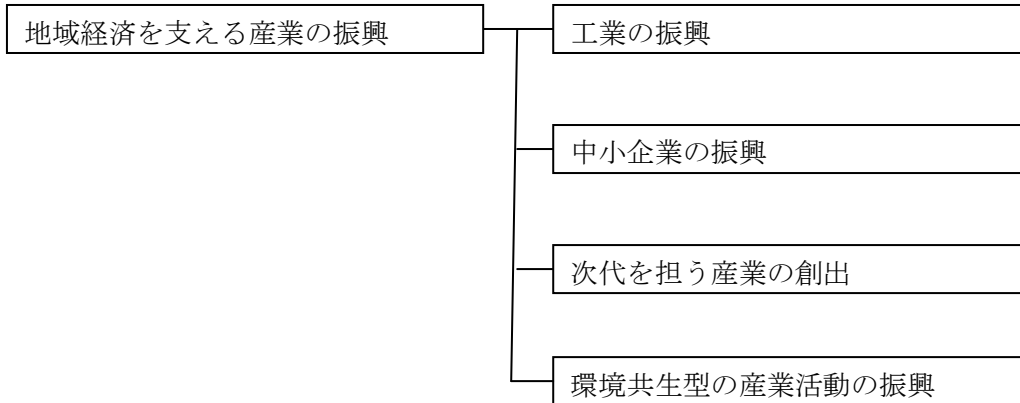 地域経済を支える産業の振興
工業の振興
中小企業の振興
次代を担う産業の創出
環境共生型の産業活動の振興